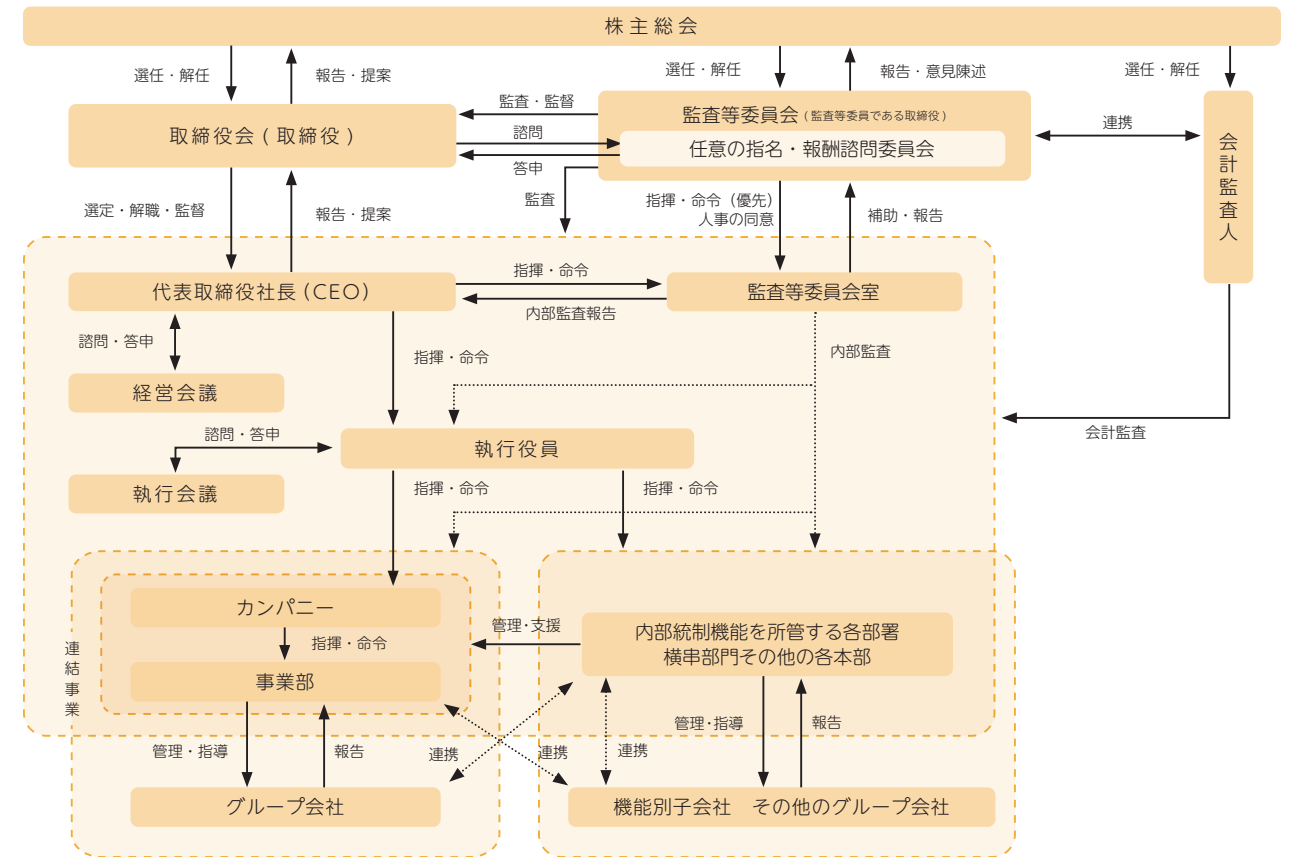 株主総会
選任・解任
報告・提案
選任・解任
報告・意見陳述
選任・解任
取締役会(取締役)
監査・監督
諮問
答申
監査等委員会(監査等委員である取締役)
任意の指名・報酬諮問委員会
連携
会計監査人
選定・解職・監督
報告・提案
監査
指揮・命令(優先)
人事の同意
補助・報告
代表取締役社長(CEO)
指揮・命令
内部監査報告
監査等委員会室
諮問・答申
指揮・命令
内部監査
経営会議
諮問・答申
執行役員
会計監査
執行会議
指揮・命令
指揮・命令
連結事業
カンパニー
指揮・命令
事業部
管理・支援
内部統制機能を所管する各部署
横串部門その他の各本部
管理・指導
報告
連携
連携
連携
管理・指導
報告
グループ会社
機能別子会社 その他のグループ会社